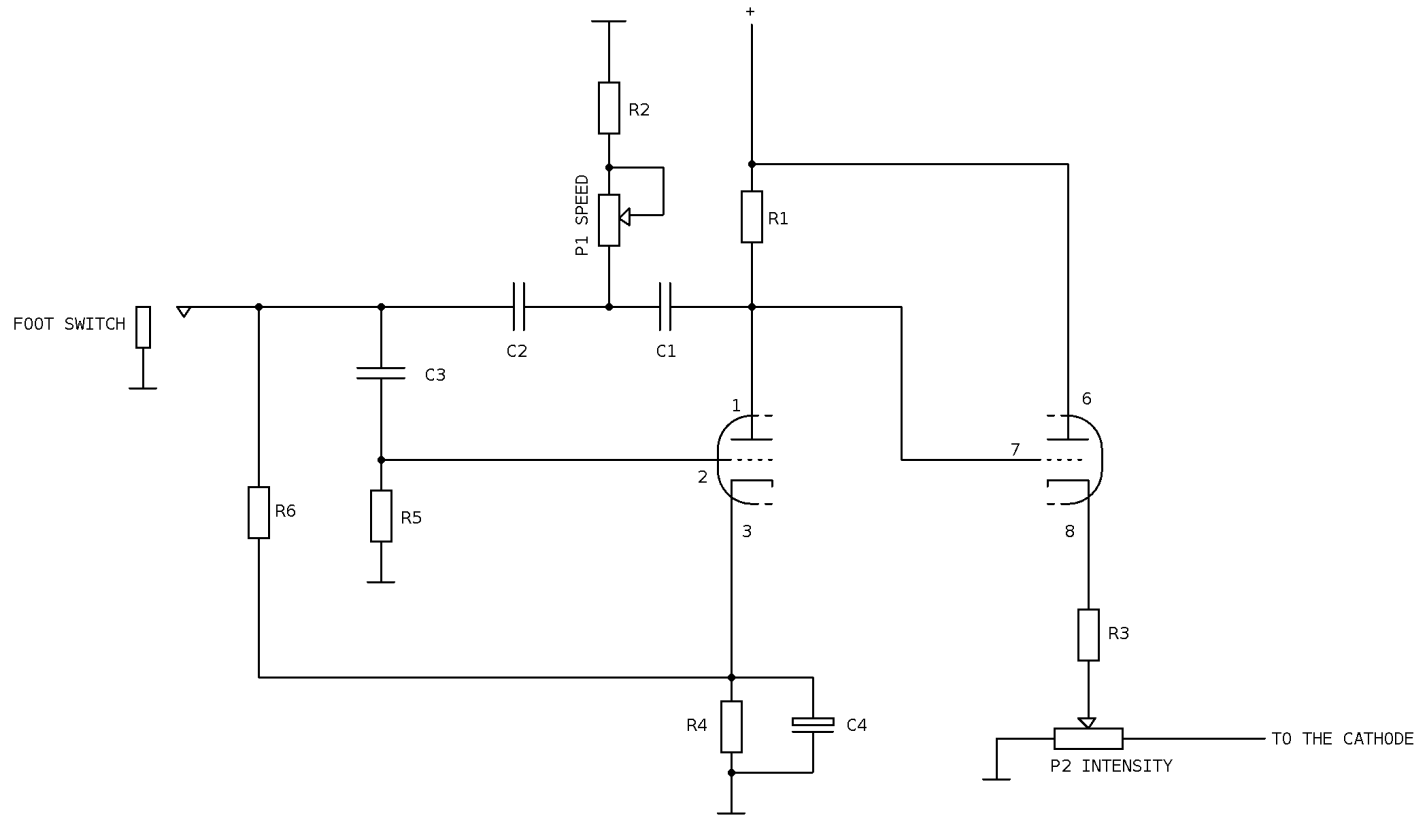 +
R2
P1 SPEED
R1
FOOT SWITCH
C2
C1
C3
1
6
7
2
R6
R5
3
8
R3
R4
C4
TO THE CATHODE
P2 INTENSITY